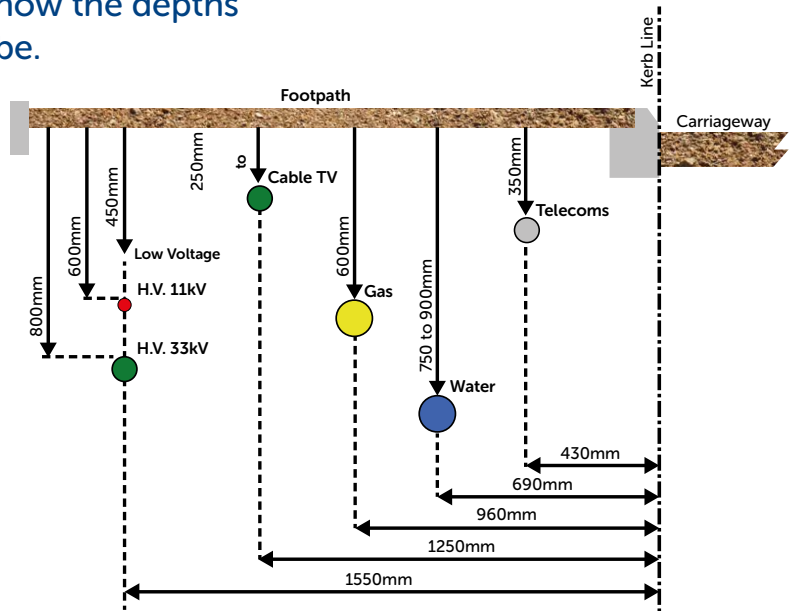 now the depths
be.
Kerb Line
Footpath
Carriageway
250mm
to
450mm
350mm
Cable TV
Telecoms
600mm
Low Voltage
600mm
H.V. 11kV
Gas
800mm
750 to 900mm
H.V. 33kV
Water
430mm
690mm
960mm
1250mm
1550mm